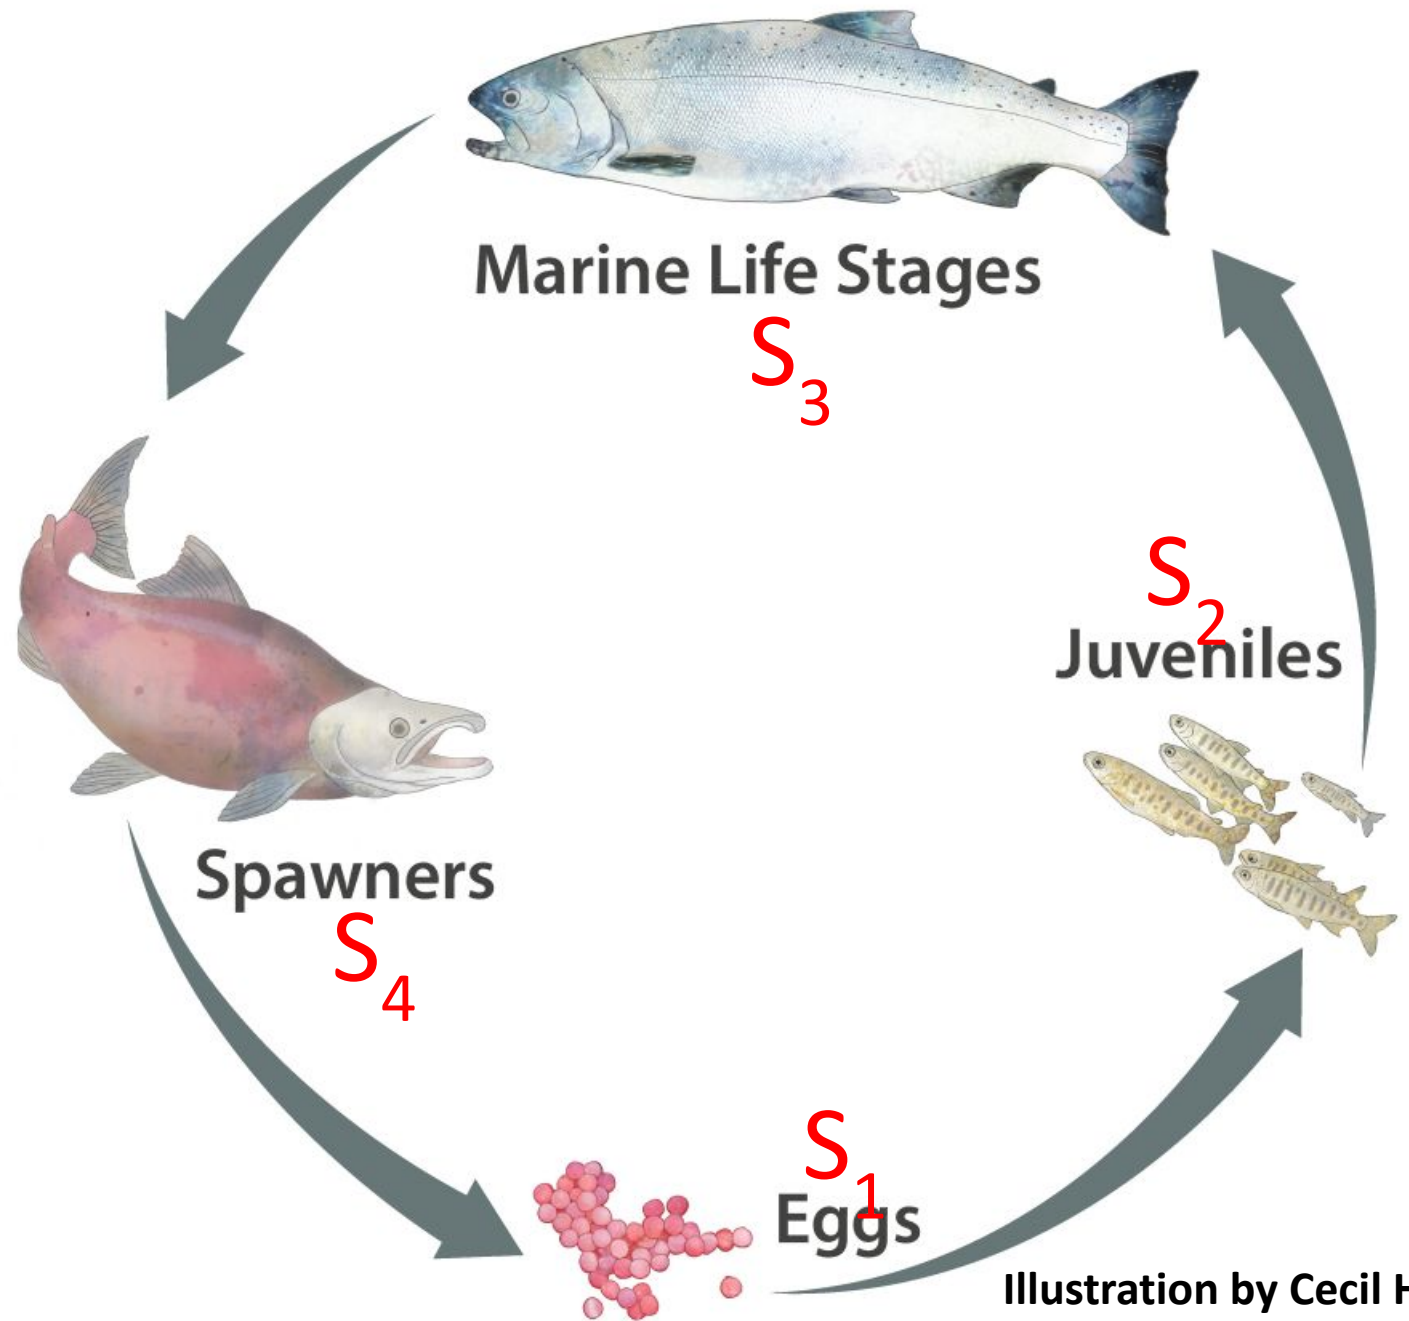 Marine Life Stages
S3
S2
Juveniles
Spawners
S4
S1
Eggs
Illustration by Cecil H